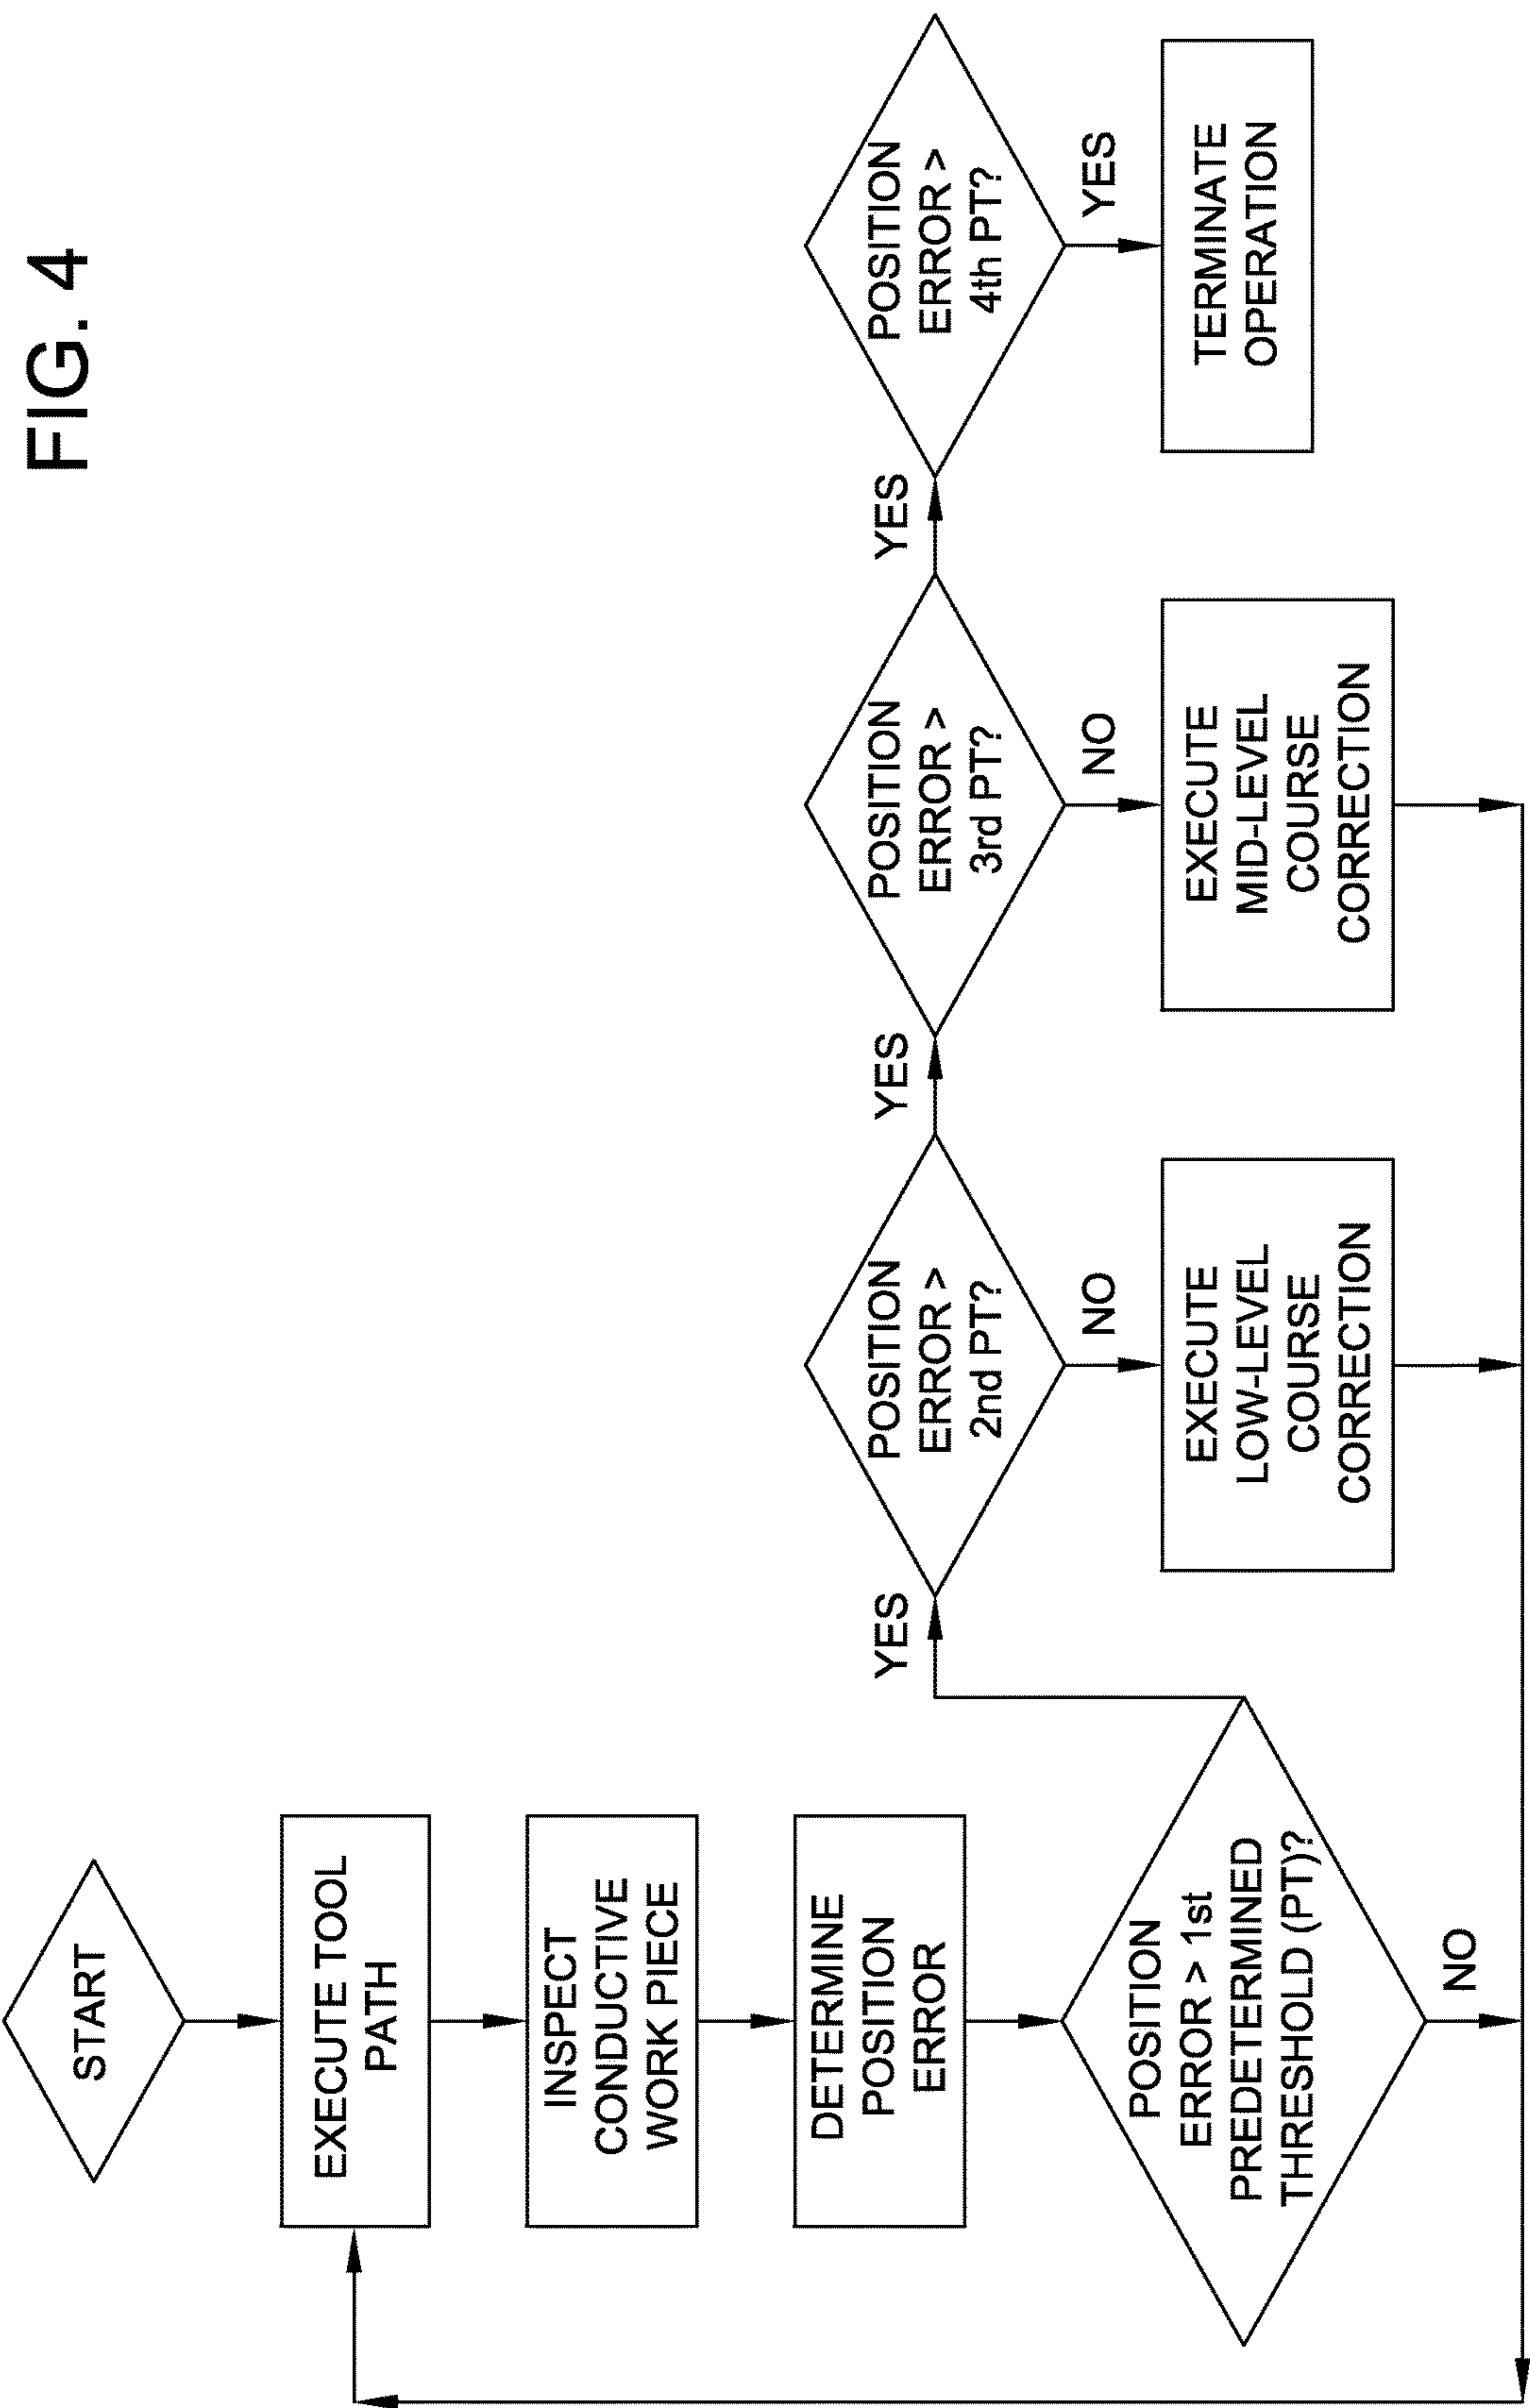 FIG. 4
START
EXECUTE TOOL
PATH
INSPECT
CONDUCTIVE
WORK PIECE
DETERMINE
POSITION
ERROR
POSITION
ERROR > 1st
PREDETERMINED
THRESHOLD (PT)?
NO
YES
POSITION
ERROR >
2nd PT?
NO
EXECUTE
LOW-LEVEL
COURSE
CORRECTION
YES
POSITION
ERROR >
3rd PT?
NO
EXECUTE
MID-LEVEL
COURSE
CORRECTION
YES
POSITION
ERROR >
4th PT?
YES
TERMINATE
OPERATION